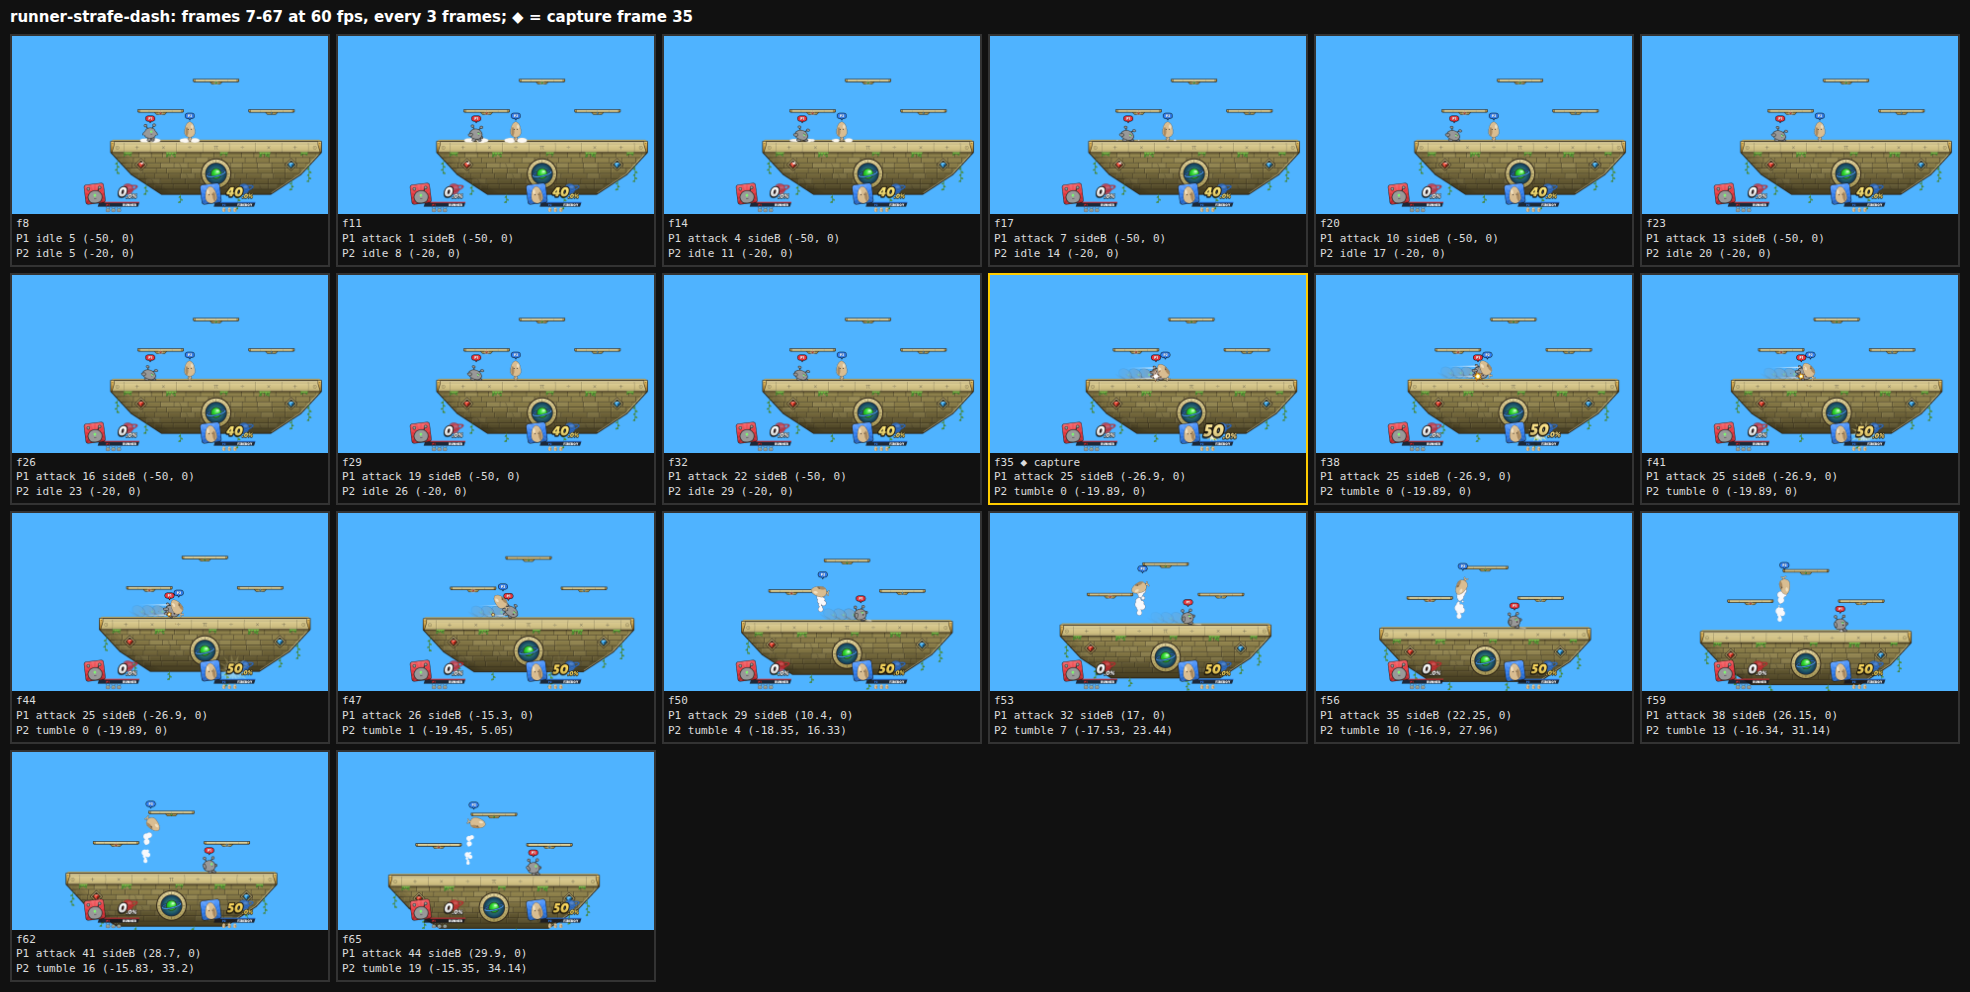 runner-strafe-dash: frames 7-67 at 60 fps, every 3 frames; ◆ = capture frame 35
f8
P1 idle 5 (-50, 0)
P2 idle 5 (-20, 0)
f11
P1 attack 1 sideB (-50, 0)
P2 idle 8 (-20, 0)
f14
P1 attack 4 sideB (-50, 0)
P2 idle 11 (-20, 0)
f17
P1 attack 7 sideB (-50, 0)
P2 idle 14 (-20, 0)
f20
P1 attack 10 sideB (-50, 0)
P2 idle 17 (-20, 0)
f23
P1 attack 13 sideB (-50, 0)
P2 idle 20 (-20, 0)
f26
P1 attack 16 sideB (-50, 0)
P2 idle 23 (-20, 0)
f29
P1 attack 19 sideB (-50, 0)
P2 idle 26 (-20, 0)
f32
P1 attack 22 sideB (-50, 0)
P2 idle 29 (-20, 0)
f35 ◆ capture
P1 attack 25 sideB (-26.9, 0)
P2 tumble 0 (-19.89, 0)
f38
P1 attack 25 sideB (-26.9, 0)
P2 tumble 0 (-19.89, 0)
f41
P1 attack 25 sideB (-26.9, 0)
P2 tumble 0 (-19.89, 0)
f44
P1 attack 25 sideB (-26.9, 0)
P2 tumble 0 (-19.89, 0)
f47
P1 attack 26 sideB (-15.3, 0)
P2 tumble 1 (-19.45, 5.05)
f50
P1 attack 29 sideB (10.4, 0)
P2 tumble 4 (-18.35, 16.33)
f53
P1 attack 32 sideB (17, 0)
P2 tumble 7 (-17.53, 23.44)
f56
P1 attack 35 sideB (22.25, 0)
P2 tumble 10 (-16.9, 27.96)
f59
P1 attack 38 sideB (26.15, 0)
P2 tumble 13 (-16.34, 31.14)
f62
P1 attack 41 sideB (28.7, 0)
P2 tumble 16 (-15.83, 33.2)
f65
P1 attack 44 sideB (29.9, 0)
P2 tumble 19 (-15.35, 34.14)